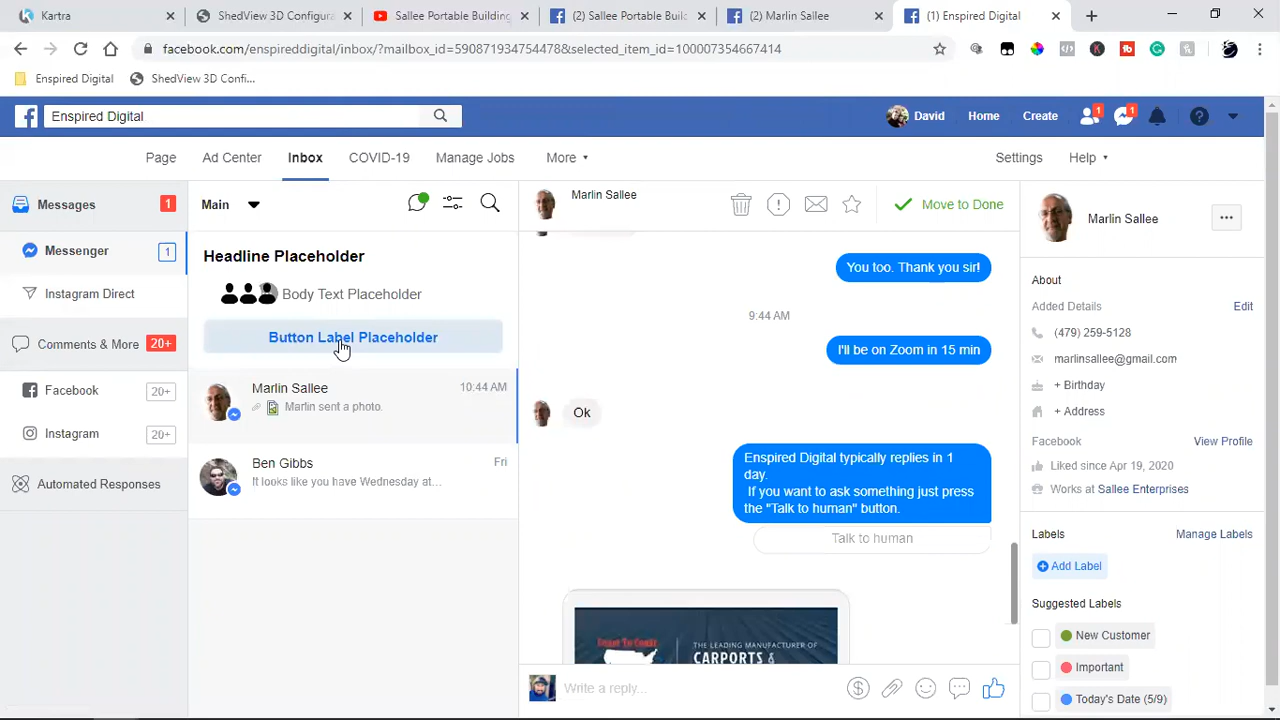 Kartra
ShedView 3D Configura
Sallee Portable Building
(2) Sallee Portable Buil
(2) Marlin Sallee
(1) Enspired Digital
facebook.com/enspireddigital/inbox/?mailbox_id=590871934754478&selected_item_id=100007354667414
Enspired Digital
ShedView 3D Confi...
Enspired Digital
David
Home
Create
1
1
Page
Ad Center
Inbox
COVID-19
Manage Jobs
More
Settings
Help
Messages
1
Messenger
1
Instagram Direct
Comments & More
20+
Facebook
20+
Instagram
20+
Automated Responses
Main
Headline Placeholder
Body Text Placeholder
Button Label Placeholder
Marlin Sallee
10:44 AM
Marlin sent a photo.
Ben Gibbs
Fri
It looks like you have Wednesday at...
Marlin Sallee
Move to Done
You too. Thank you sir!
9:44 AM
I'll be on Zoom in 15 min
Ok
Enspired Digital typically replies in 1
day.
If you want to ask something just press
the "Talk to human" button.
Talk to human
THE LEADING MANUFACTURER OF
CARPORTS &
Write a reply...
Marlin Sallee
About
Added Details
Edit
(479) 259-5128
marlinsallee@gmail.com
+ Birthday
+ Address
Facebook
View Profile
Liked since Apr 19, 2020
Works at Sallee Enterprises
Labels
Manage Labels
Add Label
Suggested Labels
New Customer
Important
Today's Date (5/9)